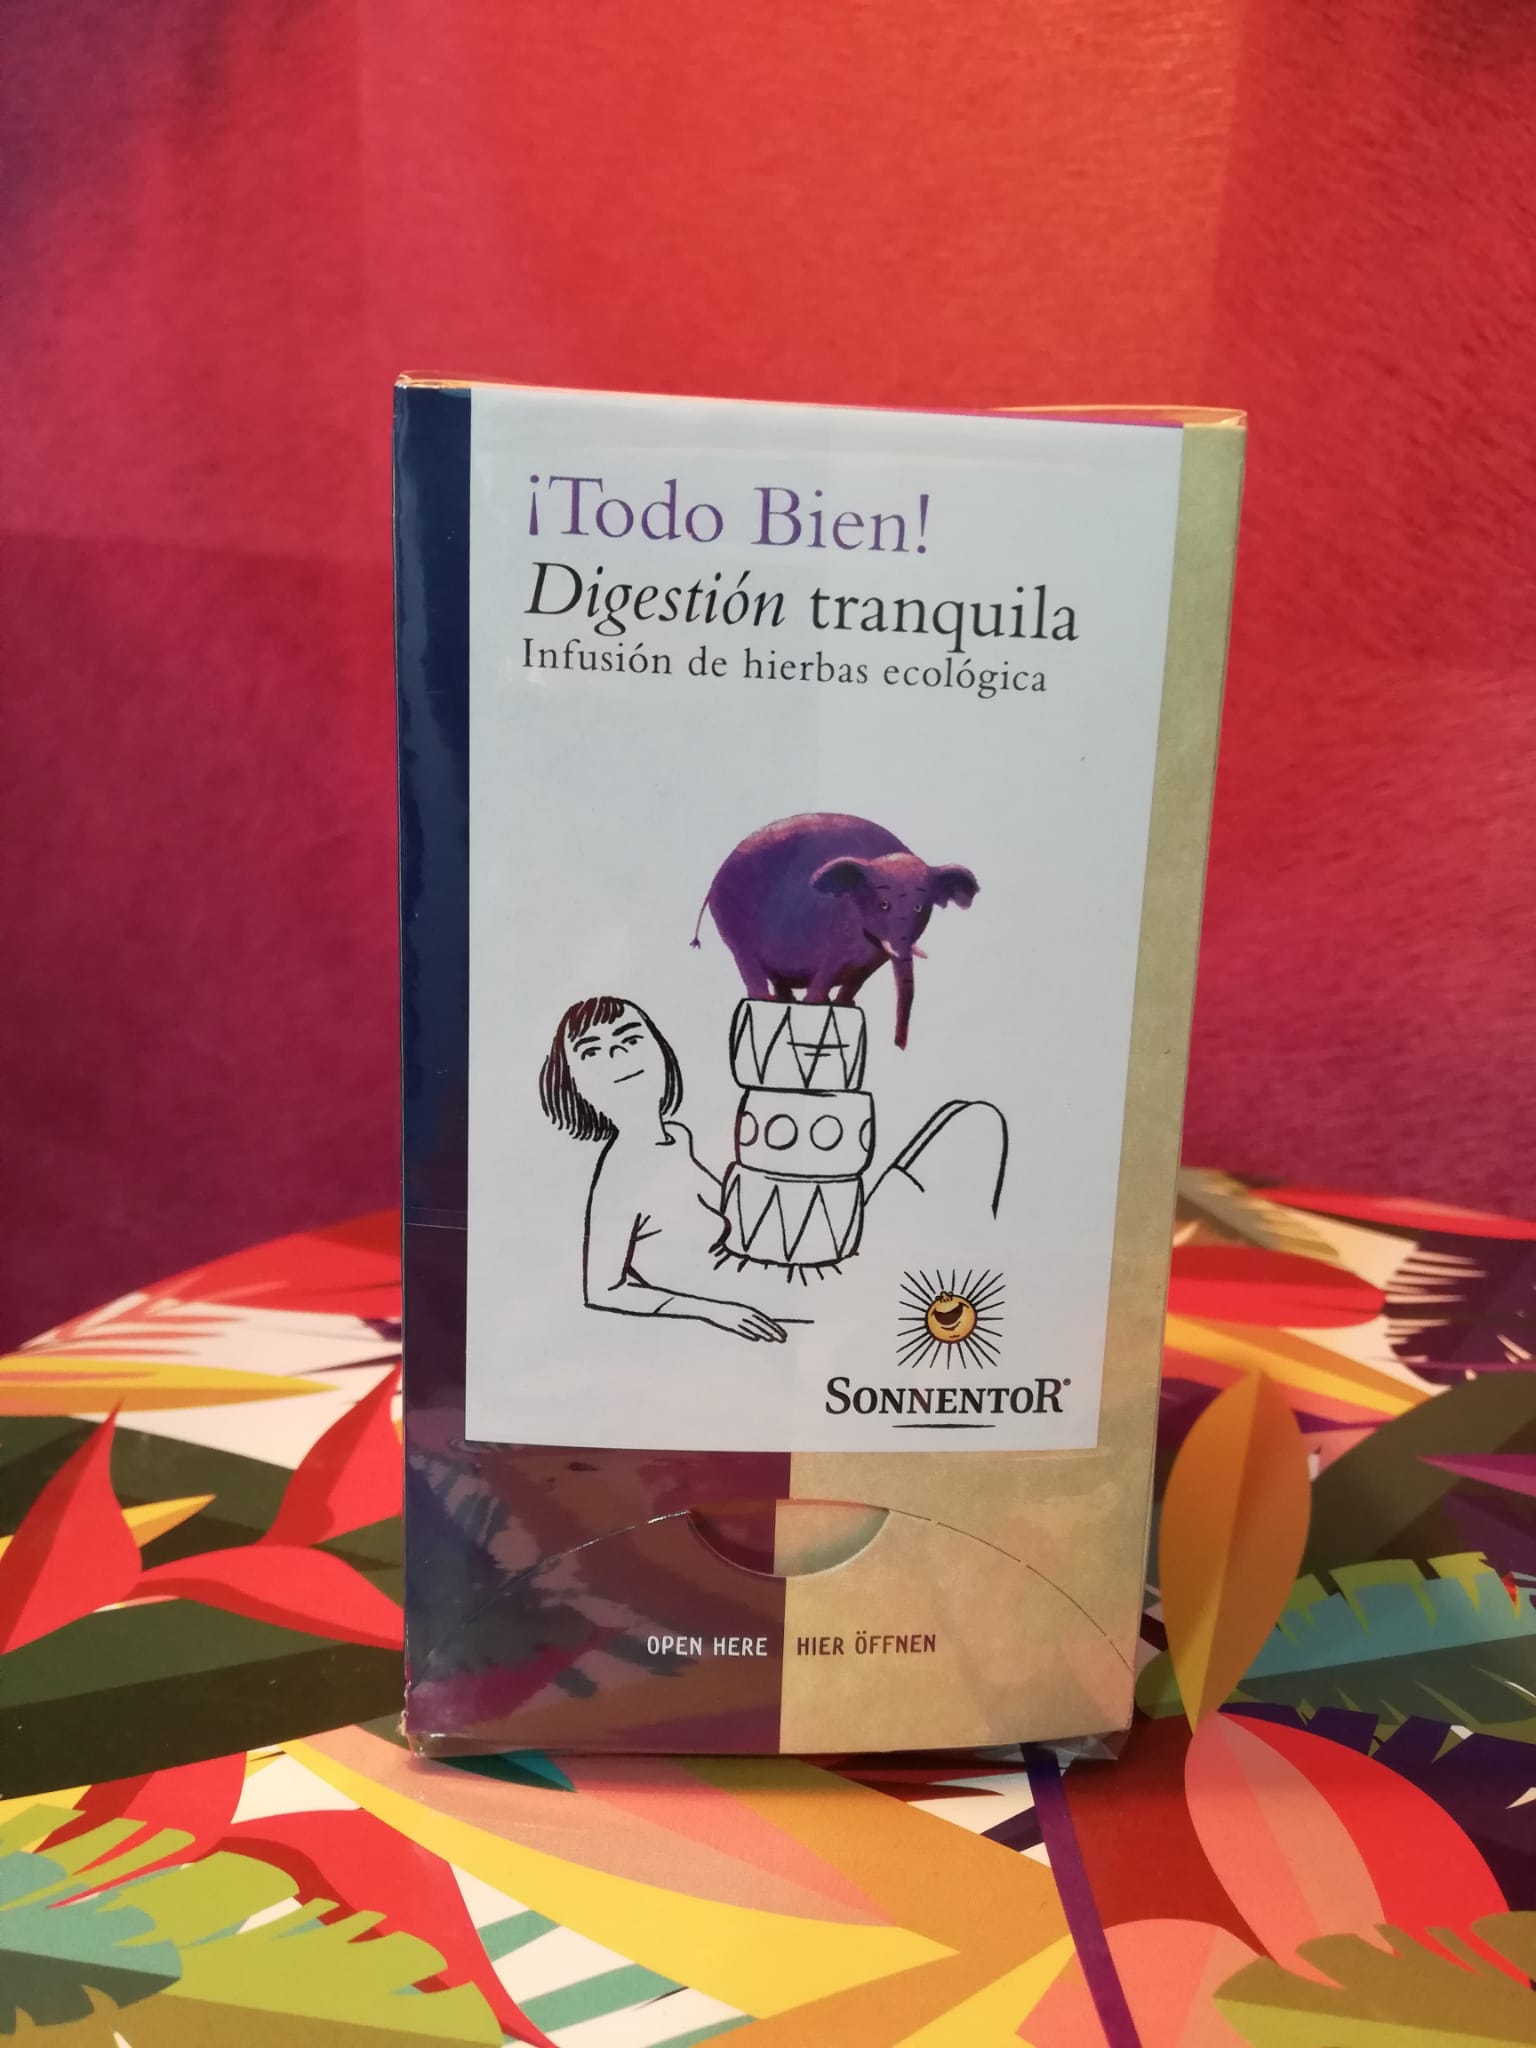 ¡Todo Bien!
Digestión tranquila
Infusión de hierbas ecológica
SONNENTOR®
OPEN HERE HIER ÖFFNEN